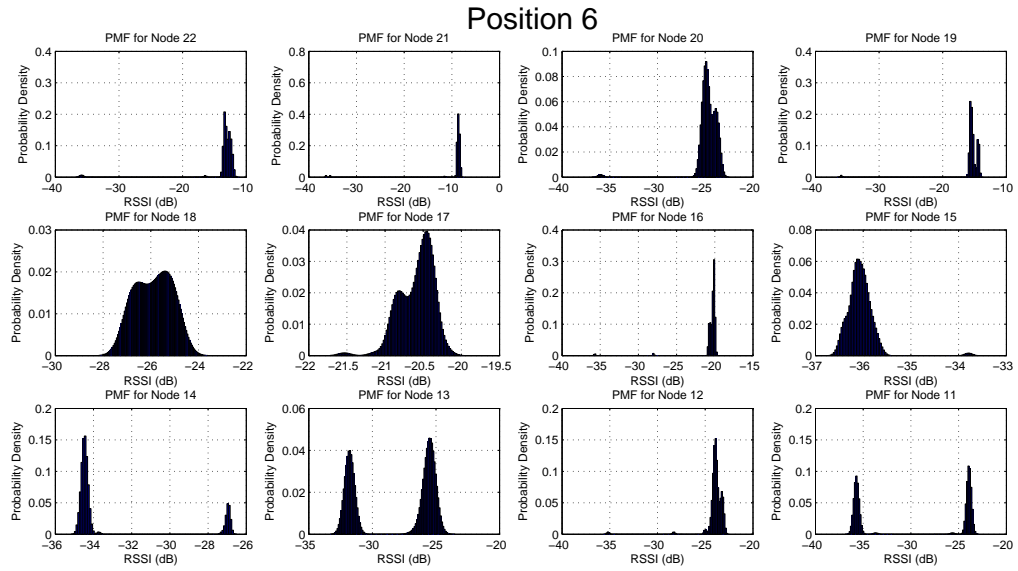 Position 6
PMF for Node 22
Probability Density
0.4
0.3
0.2
0.1
0
−40 −30 −20 −10
RSSI (dB)
PMF for Node 21
Probability Density
0.8
0.6
0.4
0.2
0
−40 −30 −20 −10 0
RSSI (dB)
PMF for Node 20
Probability Density
0.1
0.08
0.06
0.04
0.02
−40 −35 −30 −25 −20
RSSI (dB)
PMF for Node 19
Probability Density
0.4
0.3
0.2
0.1
0
−40 −30 −20 −10
RSSI (dB)
PMF for Node 18
Probability Density
0.03
0.02
0.01
0
−30 −28 −26 −24 −22
RSSI (dB)
PMF for Node 17
Probability Density
0.04
0.03
0.02
0.01
0
−22 −21.5 −21 −20.5 −20 −19.5
RSSI (dB)
PMF for Node 16
Probability Density
0.4
0.3
0.2
0.1
0
−40 −35 −30 −25 −20 −15
RSSI (dB)
PMF for Node 15
Probability Density
0.08
0.06
0.04
0.02
0
−37 −36 −37 −34 −33
RSSI (dB)
PMF for Node 14
Probability Density
0.2
0.15
0.1
0.05
0
−36 −34 −32 −30 −28 −26
RSSI (dB)
PMF for Node 13
Probability Density
0.06
0.04
0.02
0
−35 −30 −25 −20
RSSI (dB)
PMF for Node 12
Probability Density
0.2
0.15
0.1
0.05
0
−40 −35 −30 −25 −20
RSSI (dB)
PMF for Node 11
Probability Density
0.2
0.15
0.1
0.05
0
−40 −35 −30 −25 −20
RSSI (dB)